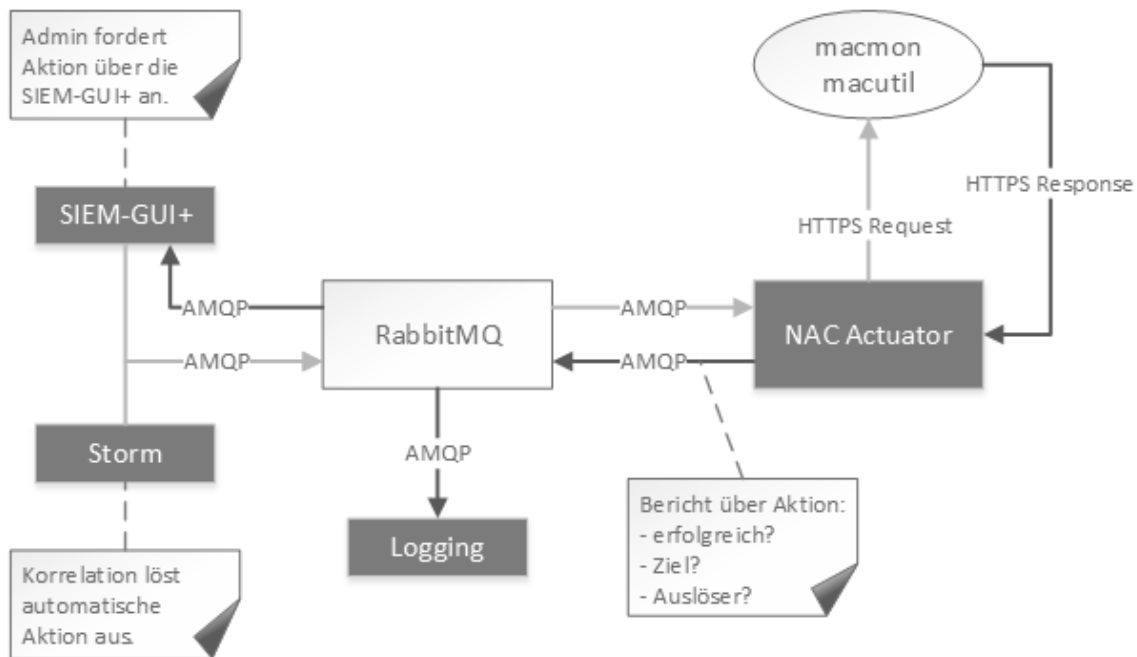 Admin fordert
Aktion über die
SIEM-GUI+ an.
macmon
macutil
SIEM-GUI+
HTTPS Response
HTTPS Request
AMQP
AMQP
RabbitMQ
NAC Actuator
AMQP
AMQP
Storm
AMQP
Bericht über Aktion:
- erfolgreich?
- Ziel?
- Auslöser?
Logging
Korrelation löst
automatische
Aktion aus.